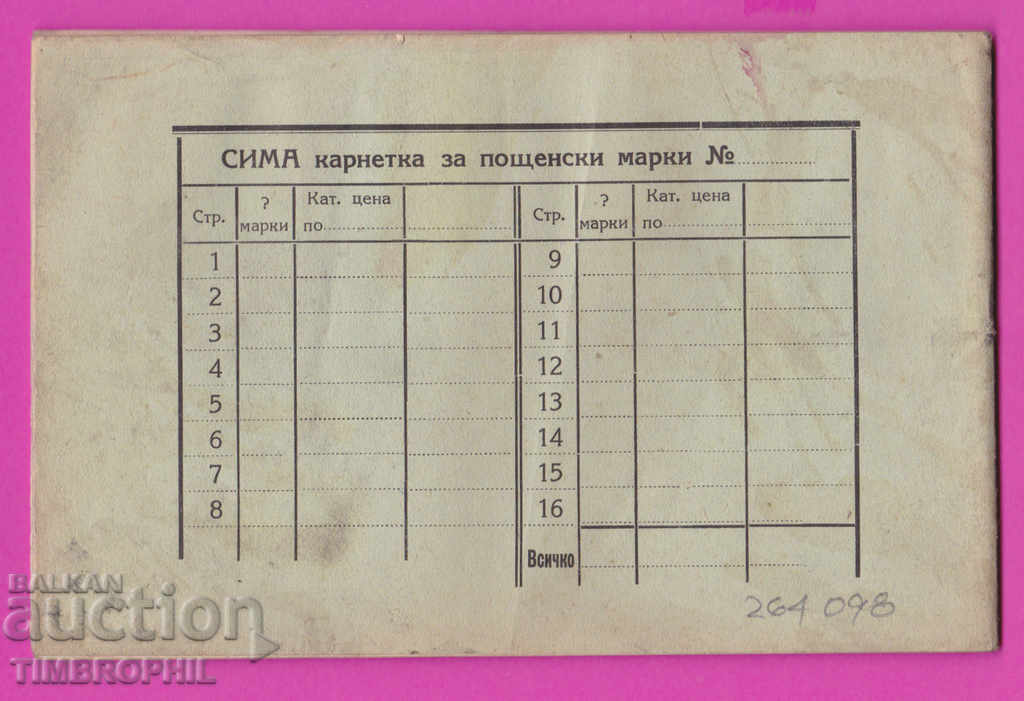 СИМА карнетка за пощенски марки №
Стр. ? марки Кат. цена по Стр. ? марки Кат. цена по
1 9
2 10
3 11
4 12
5 13
6 14
7 15
8 16
Всичко
264 098
BALKAN
auction
TIMBROPHIL